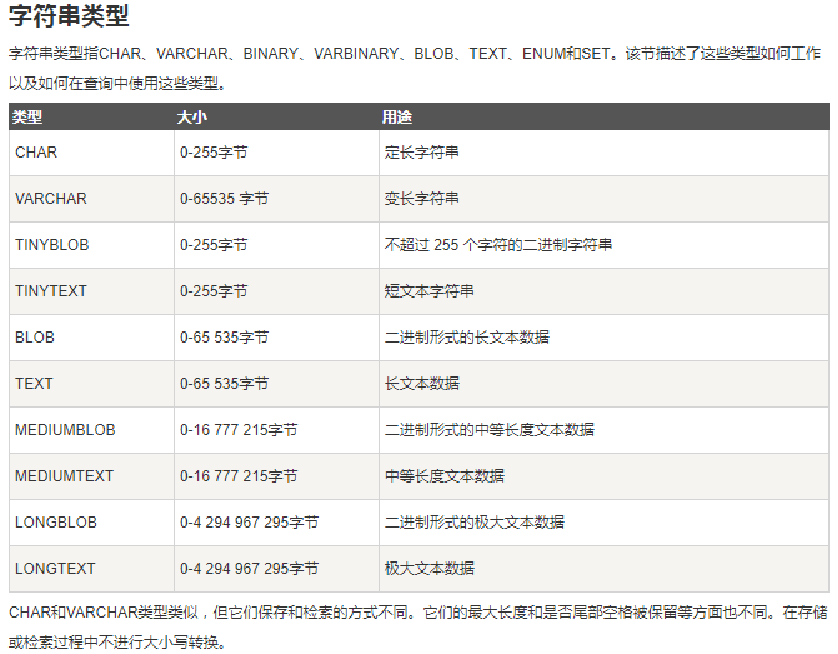 字符串类型
字符串类型指CHAR、VARCHAR、BINARY、VARBINARY、BLOB、TEXT、ENUM和SET。该节描述了这些类型如何工作
以及如何在查询中使用这些类型。
类型 大小 用途
CHAR 0-255字节 定长字符串
VARCHAR 0-65535 字节 变长字符串
TINYBLOB 0-255字节 不超过 255 个字符的二进制字符串
TINYTEXT 0-255字节 短文本字符串
BLOB 0-65 535字节 二进制形式的长文本数据
TEXT 0-65 535字节 长文本数据
MEDIUMBLOB 0-16 777 215字节 二进制形式的中等长度文本数据
MEDIUMTEXT 0-16 777 215字节 中等长度文本数据
LONGBLOB 0-4 294 967 295字节 二进制形式的极大文本数据
LONGTEXT 0-4 294 967 295字节 极大文本数据
CHAR和VARCHAR类型类似，但它们保存和检索的方式不同。它们的最大长度和是否尾部空格被保留等方面也不同。在存储
或检索过程中不进行大小写转换。